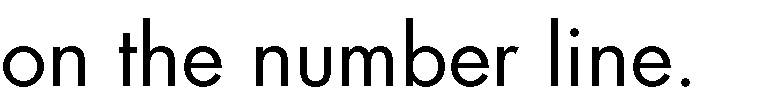 on the number line.